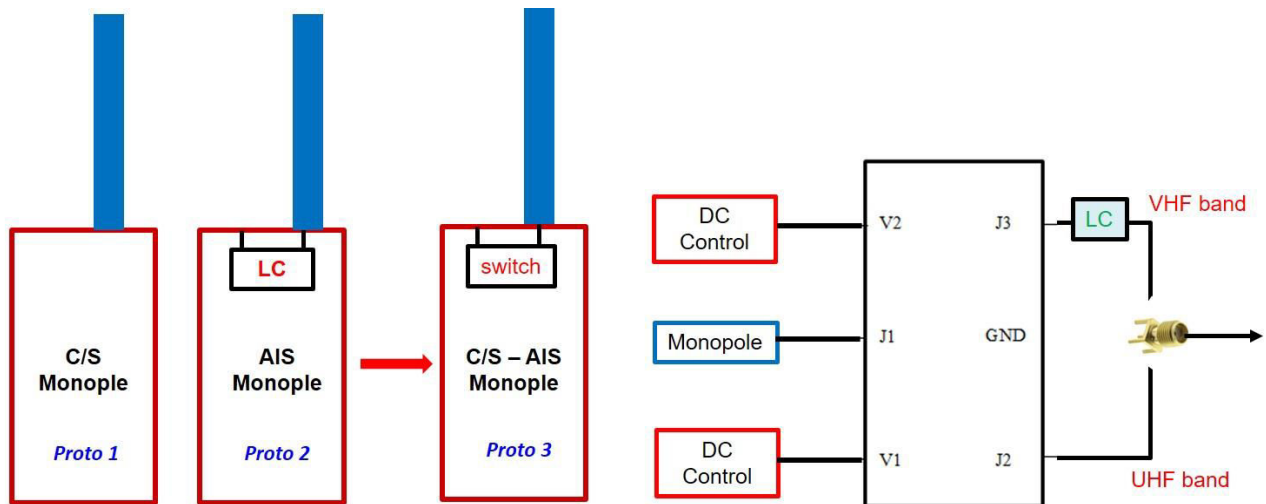 C/S
Monople
Proto 1
LC
AIS
Monople
Proto 2
switch
C/S – AIS
Monople
Proto 3
DC
Control
Monopole
DC
Control
V2
J1
V1
J3
GND
J2
LC
VHF band
UHF band